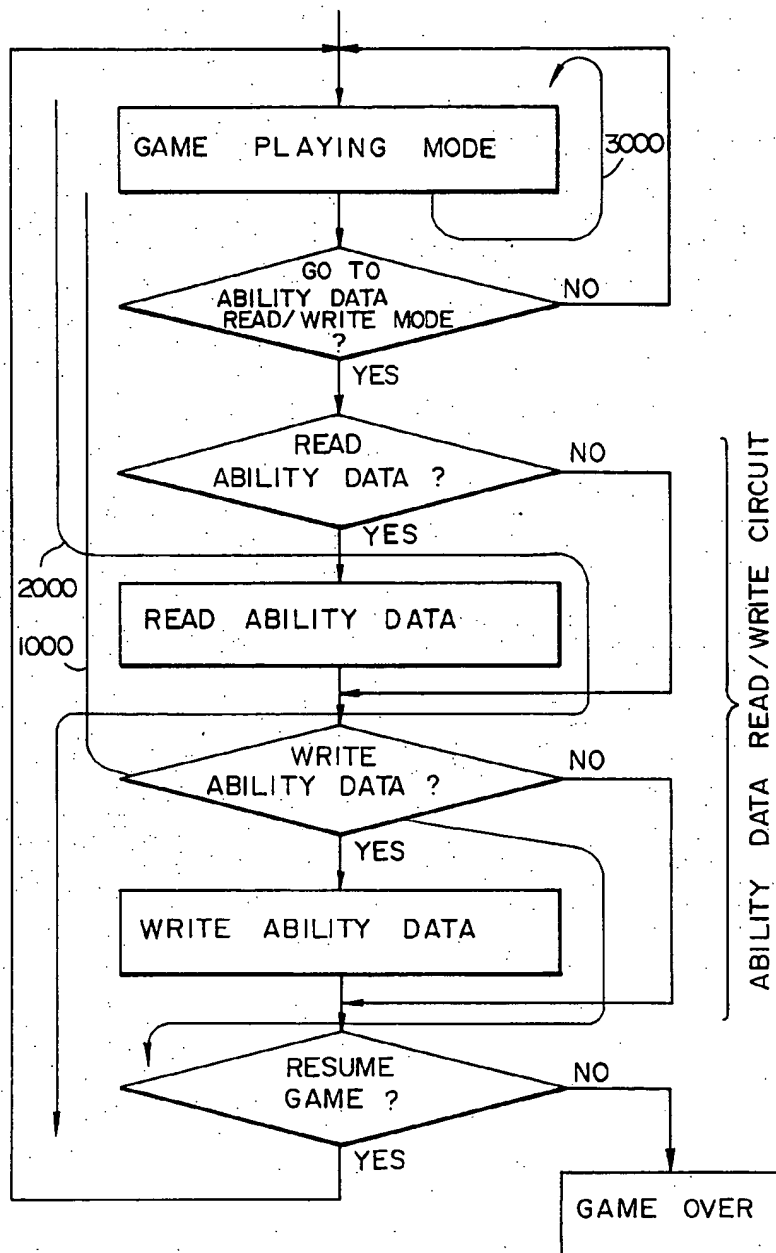 GAME PLAYING MODE
3000
GO TO
ABILITY DATA
READ/WRITE MODE
?
NO
YES
READ
ABILITY DATA ?
NO
YES
2000
READ ABILITY DATA
1000
WRITE
ABILITY DATA ?
NO
YES
WRITE ABILITY DATA
ABILITY DATA READ/WRITE CIRCUIT
RESUME
GAME ?
NO
YES
GAME OVER